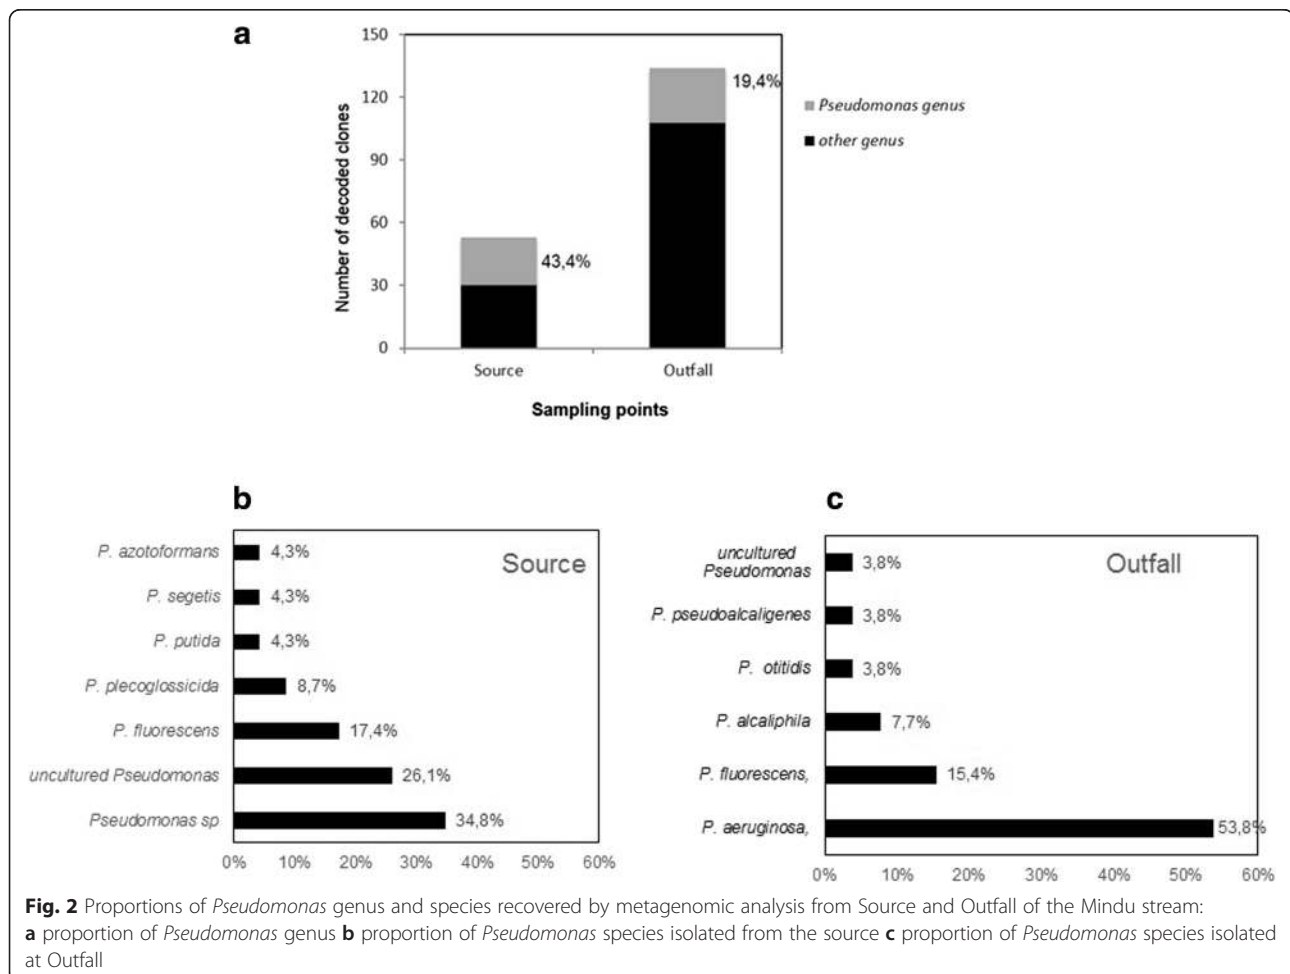 a
150
120
90
60
30
0
Number of decoded clones
19,4%
43,4%
Pseudomonas genus
other genus
Source
Outfall
Sampling points
b
Source
P. azotoformans 4,3%
P. segetis 4,3%
P. putida 4,3%
P. plecoglossicida 8,7%
P. fluorescens 17,4%
uncultured Pseudomonas 26,1%
Pseudomonas sp 34,8%
0% 10% 20% 30% 40% 50% 60%
c
Outfall
uncultured
Pseudomonas 3,8%
P. pseudoalcaligenes 3,8%
P. otitidis 3,8%
P. alcaliphila 7,7%
P. fluorescens, 15,4%
P. aeruginosa, 53,8%
0% 10% 20% 30% 40% 50% 60%
Fig. 2 Proportions of Pseudomonas genus and species recovered by metagenomic analysis from Source and Outfall of the Mindu stream:
a proportion of Pseudomonas genus b proportion of Pseudomonas species isolated from the source c proportion of Pseudomonas species isolated
at Outfall